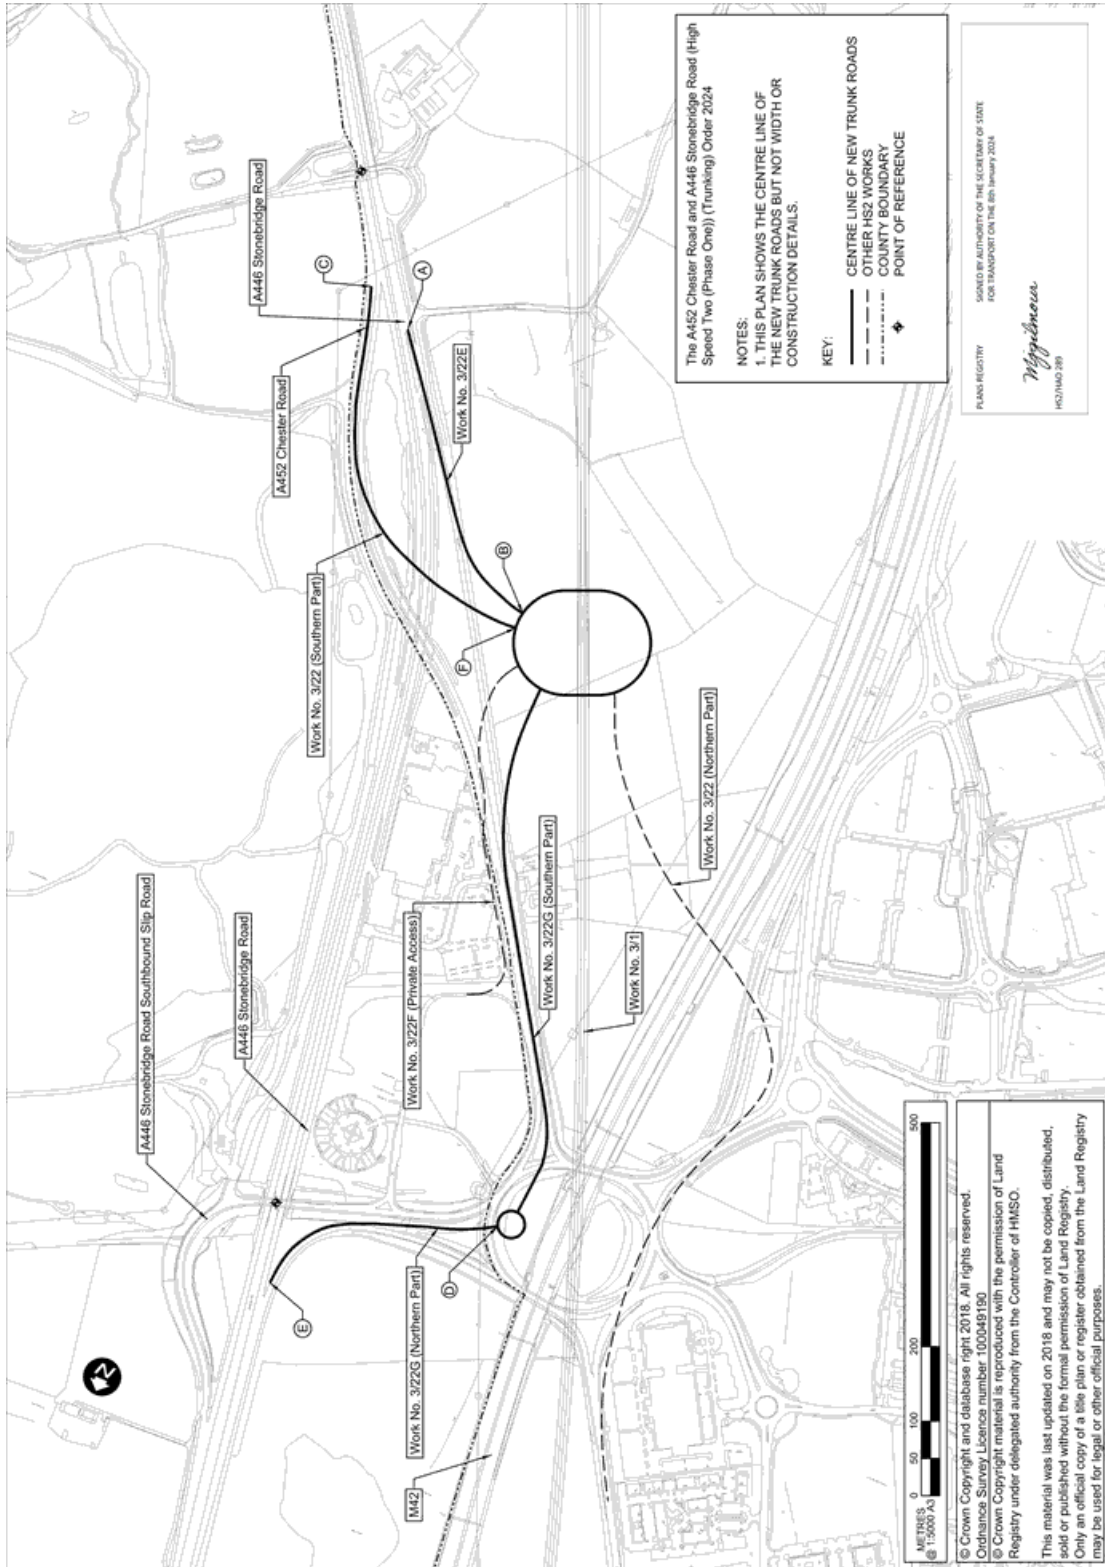 A446 Stonebridge Road Southbound Slip Road
A446 Stonebridge Road
Work No. 3/22 (Southern Part)
A452 Chester Road
A446 Stonebridge Road
C
A
E
Work No. 3/22G (Northern Part)
D
M42
Work No. 3/22F (Private Access)
Work No. 3/22G (Southern Part)
Work No. 3/1
F
B
Work No. 3/22E
Work No. 3/22 (Northern Part)
N
The A452 Chester Road and A446 Stonebridge Road (High
Speed Two (Phase One)) (Trunking) Order 2024
NOTES:
1. THIS PLAN SHOWS THE CENTRE LINE OF
THE NEW TRUNK ROADS BUT NOT WIDTH OR
CONSTRUCTION DETAILS.
KEY:
CENTRE LINE OF NEW TRUNK ROADS
OTHER HS2 WORKS
COUNTY BOUNDARY
POINT OF REFERENCE
PLANS REGISTRY
SIGNED BY AUTHORITY OF THE SECRETARY OF STATE
FOR TRANSPORT ON THE 8th January 2024
HS2/HAO 289
METRES
@ 1:5000 A3
0 50 100 200 500
© Crown Copyright and database right 2018. All rights reserved.
Ordnance Survey Licence number 100049190
© Crown Copyright material is reproduced with the permission of Land
Registry under delegated authority from the Controller of HMSO.
This material was last updated on 2018 and may not be copied, distributed,
sold or published without the formal permission of Land Registry.
Only an official copy of a title plan or register obtained from the Land Registry
may be used for legal or other official purposes.